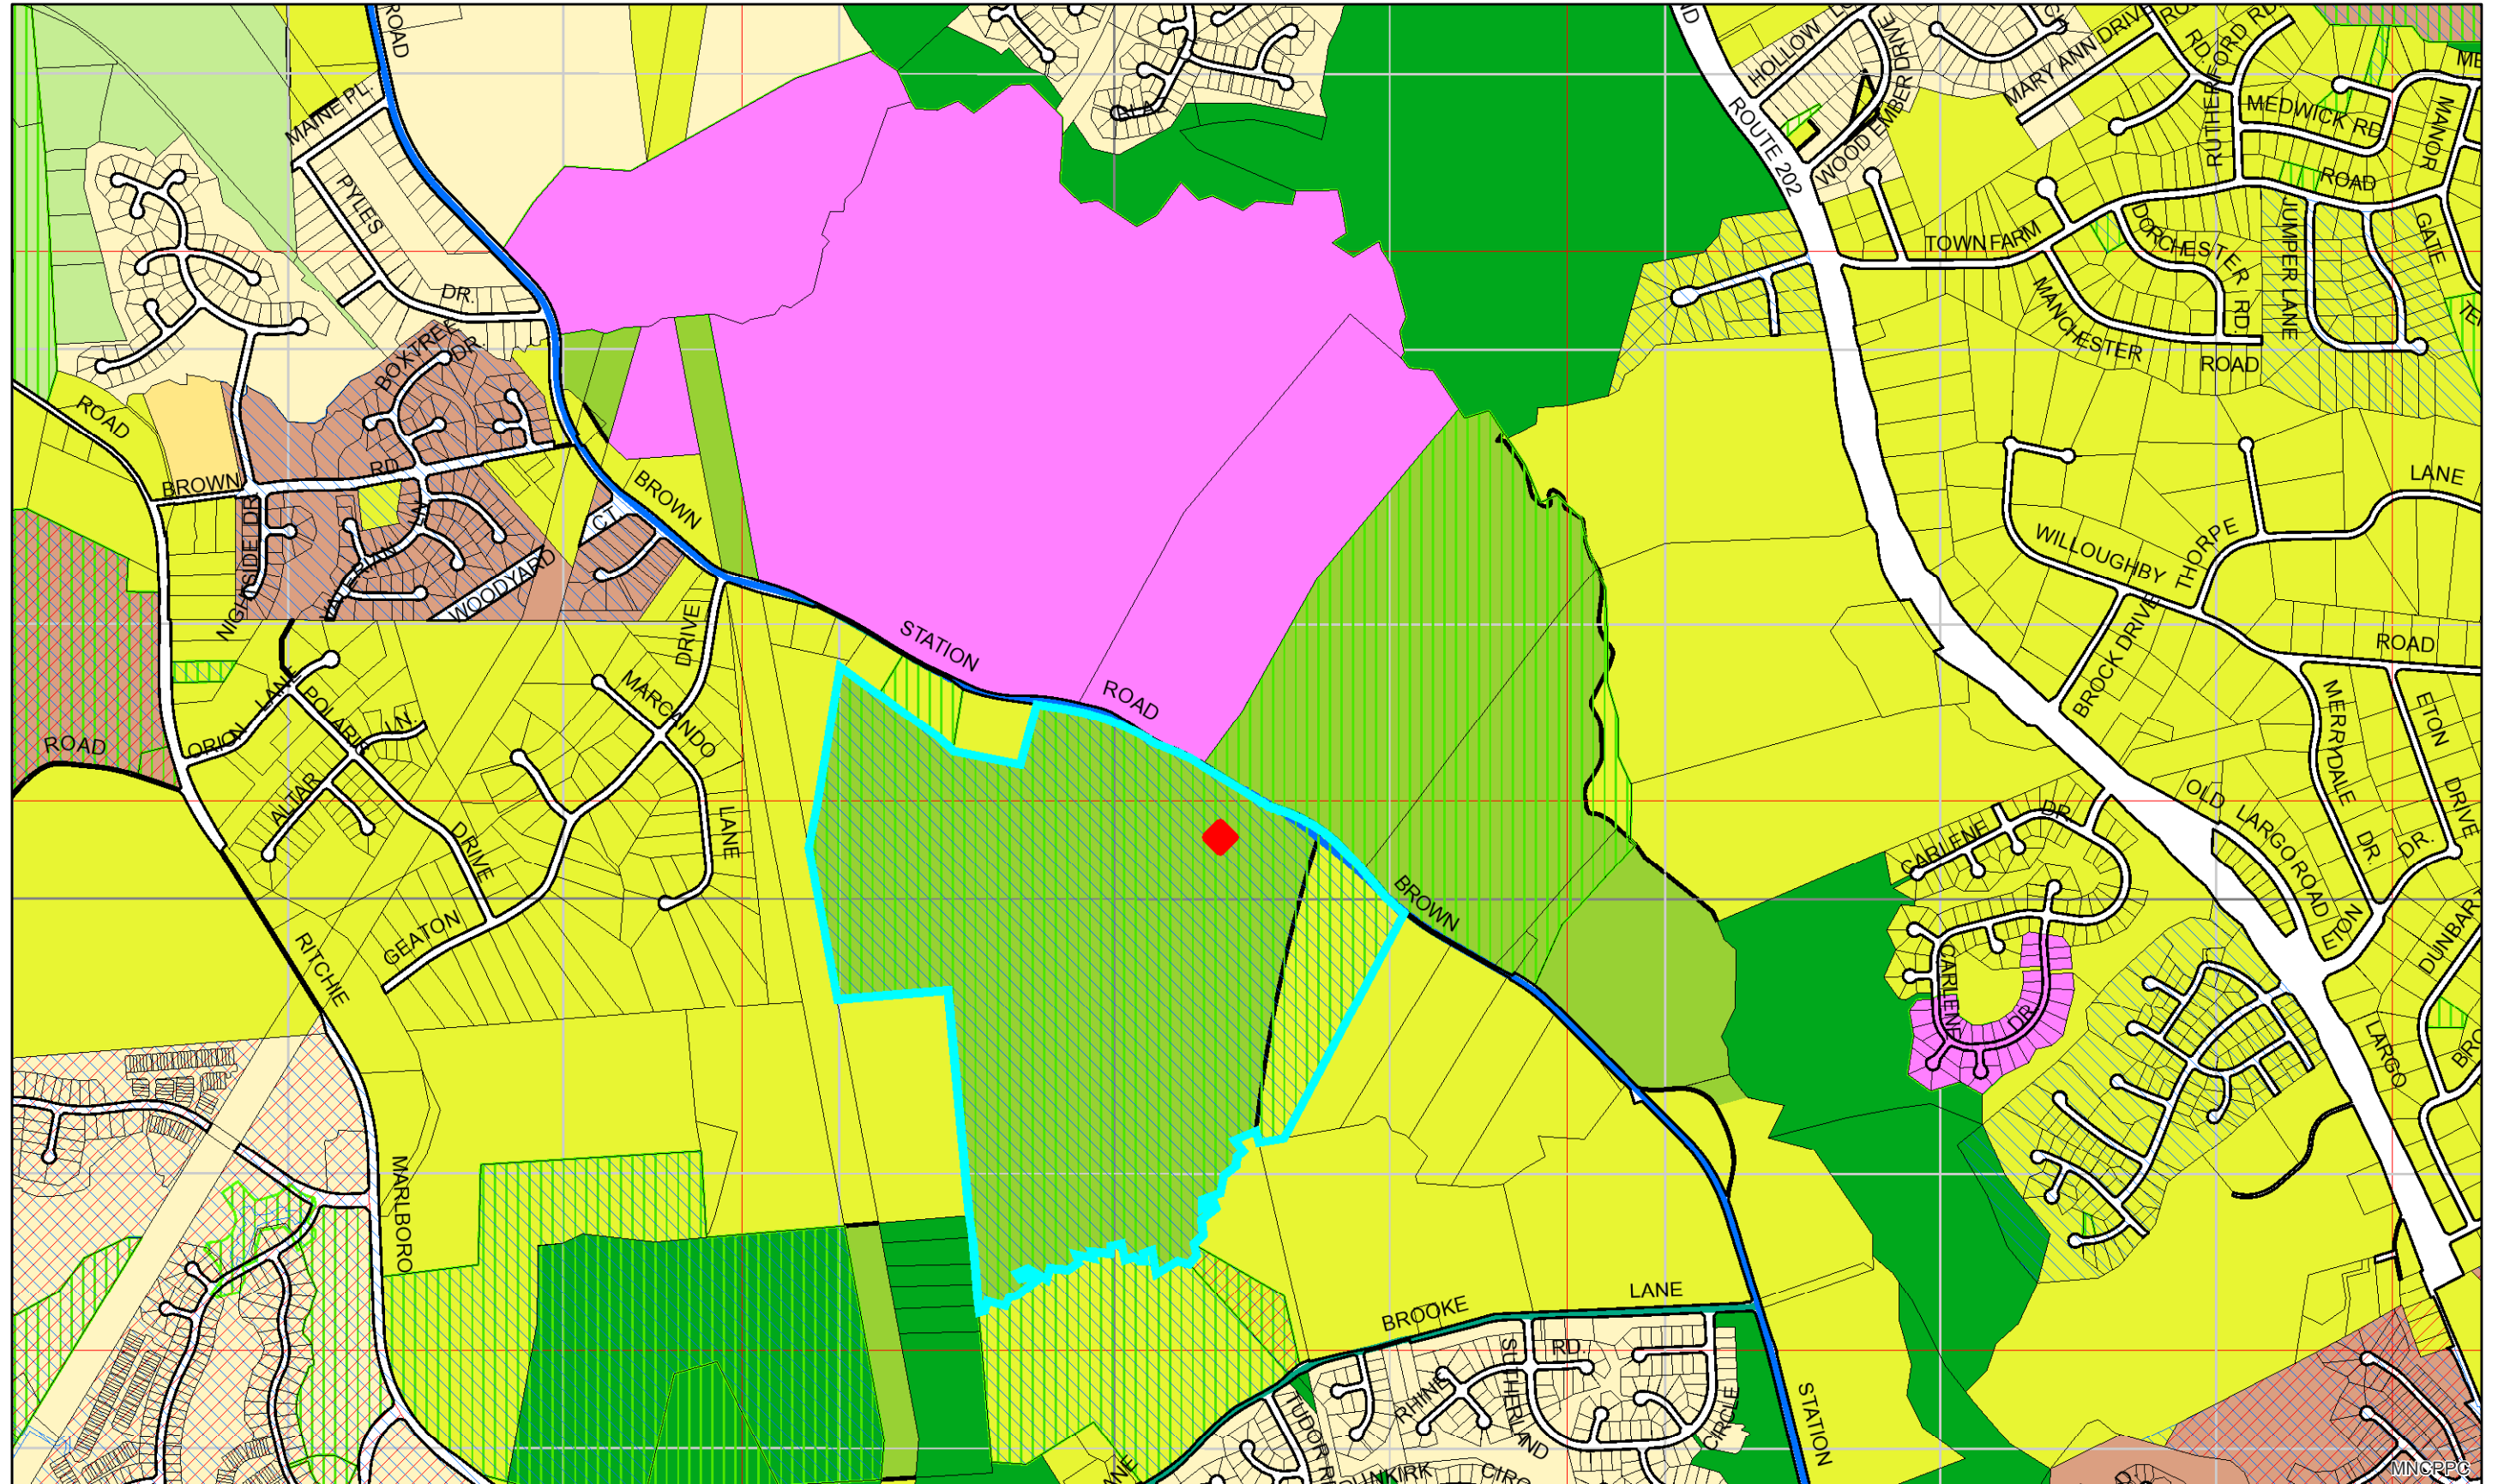 ROAD
MAINE PL.
PYLES
DR.
BOXTREE
DR.
ROAD
BROWN
RD.
BROWN
NIGHTSIDE DR.
WOODYARD
CT.
STATION
ROAD
DRIVE
MARCANDO
LANE
ORION LANE
POLARIS
LN.
ALTAIR
DRIVE
GEATON
ROAD
RITCHIE
MARLBORO
BROWN
BROOKE
LANE
STATION
RHINE
RD.
SUTHERLAND
CIRCLE
TUDOR
DUNKIRK
ROUTE 202
HOLLOW
WOOD EMBER DRIVE
MARY ANN DRIVE
RD.
RUTHERFORD RD.
MEDWICK RD.
MANOR
ROAD
GATE
TOWN FARM
DORCHESTER
RD.
JUMPER LANE
MANCHESTER
ROAD
LANE
WILLOUGHBY
THORPE
ROAD
BROCK DRIVE
MERRYDALE
DR.
ETON
DRIVE
OLD
LARGO ROAD
ETON
DR.
DUNBAR
CARLENE
DR.
CARLENE
DR.
LARGO
MNCPPC